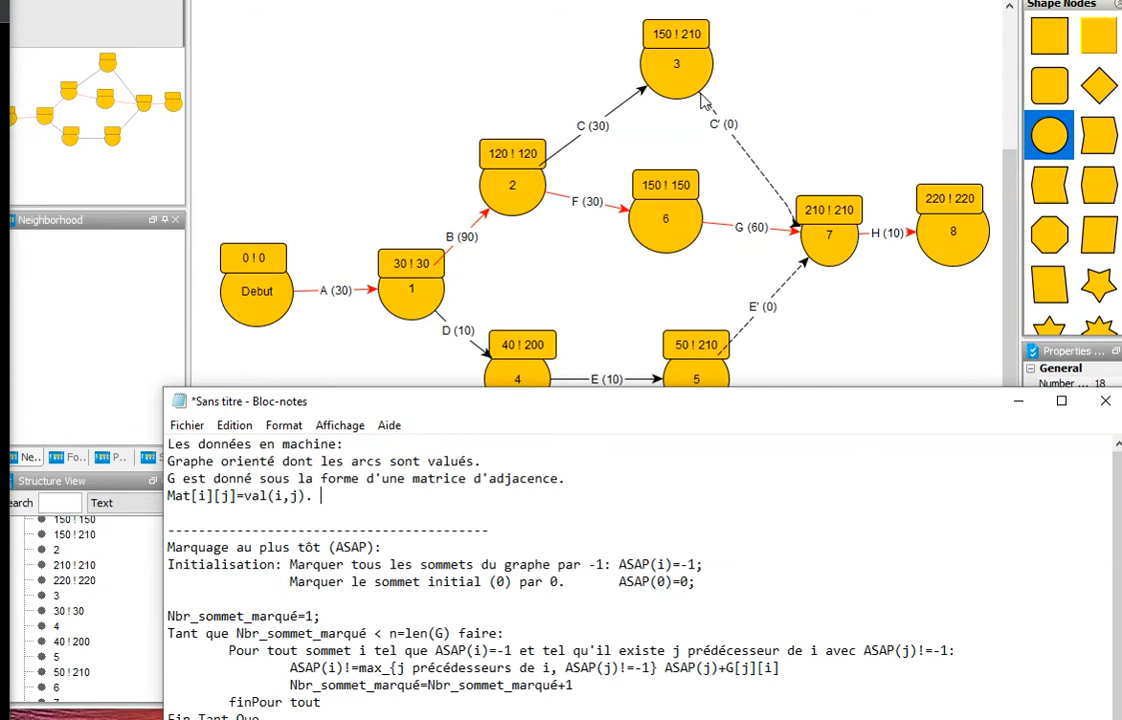 Shape Nodes
150 ! 210
3
C (30)
C' (0)
120 ! 120
2
150 ! 150
6
F (30)
G (60)
210 ! 210
7
H (10)
220 ! 220
8
B (90)
0 ! 0
Debut
A (30)
30 ! 30
1
D (10)
E' (0)
40 ! 200
4
E (10)
50 ! 210
5
Neighborhood
Properties ...
General
Number ... 18
Ne...
Fo...
P...
S
Structure View
earch
Text
150 ! 150
150 ! 210
2
210 ! 210
220 ! 220
3
30 ! 30
4
40 ! 200
5
50 ! 210
6
*Sans titre - Bloc-notes
Fichier Edition Format Affichage Aide
Les données en machine:
Graphe orienté dont les arcs sont valués.
G est donné sous la forme d'une matrice d'adjacence.
Mat[i][j]=val(i,j).
-----------------------------------------
Marquage au plus tôt (ASAP):
Initialisation: Marquer tous les sommets du graphe par -1: ASAP(i)=-1;
Marquer le sommet initial (0) par 0. ASAP(0)=0;
Nbr_sommet_marqué=1;
Tant que Nbr_sommet_marqué < n=len(G) faire:
Pour tout sommet i tel que ASAP(i)=-1 et tel qu'il existe j prédécesseur de i avec ASAP(j)!=-1:
ASAP(i)!=max_{j précédesseurs de i, ASAP(j)!=-1} ASAP(j)+G[j][i]
Nbr_sommet_marqué=Nbr_sommet_marqué+1
finPour tout
Fin Tant Que